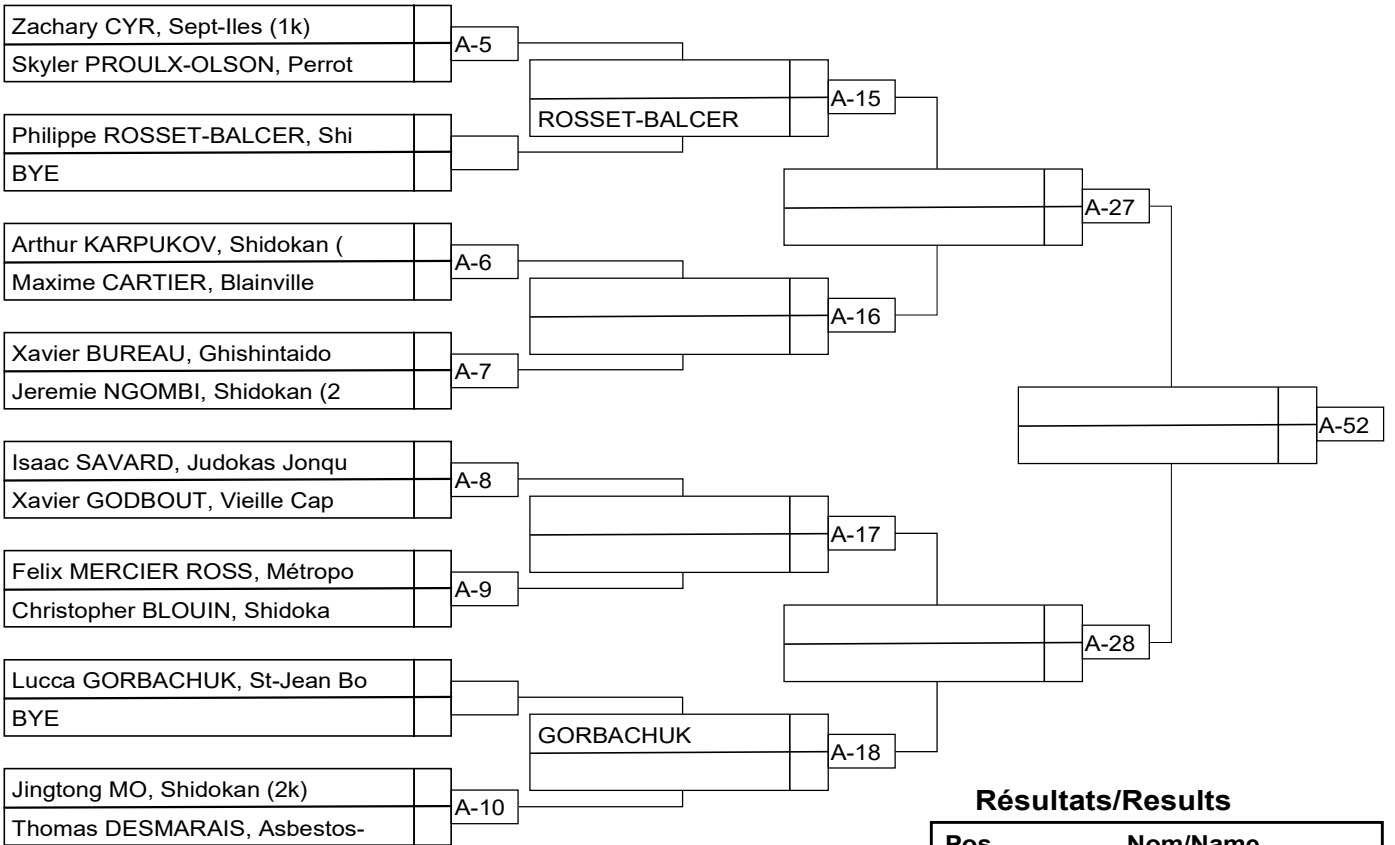 Zachary CYR, Sept-Iles (1k)
Skyler PROULX-OLSON, Perrot
A-5
Philippe ROSSET-BALCER, Shi
BYE
ROSSET-BALCER
A-15
Arthur KARPUKOV, Shidokan (
Maxime CARTIER, Blainville
A-6
Xavier BUREAU, Ghishintaido
Jeremie NGOMBI, Shidokan (2
A-7
A-16
A-27
Isaac SAVARD, Judokas Jonqu
Xavier GODBOUT, Vieille Cap
A-8
Felix MERCIER ROSS, Métropo
Christopher BLOUIN, Shidoka
A-9
A-17
Lucca GORBACHUK, St-Jean Bo
BYE
GORBACHUK
Jingtong MO, Shidokan (2k)
Thomas DESMARAIS, Asbestos-
A-10
A-18
A-28
A-52
Résultats/Results
Pos Nom/Name